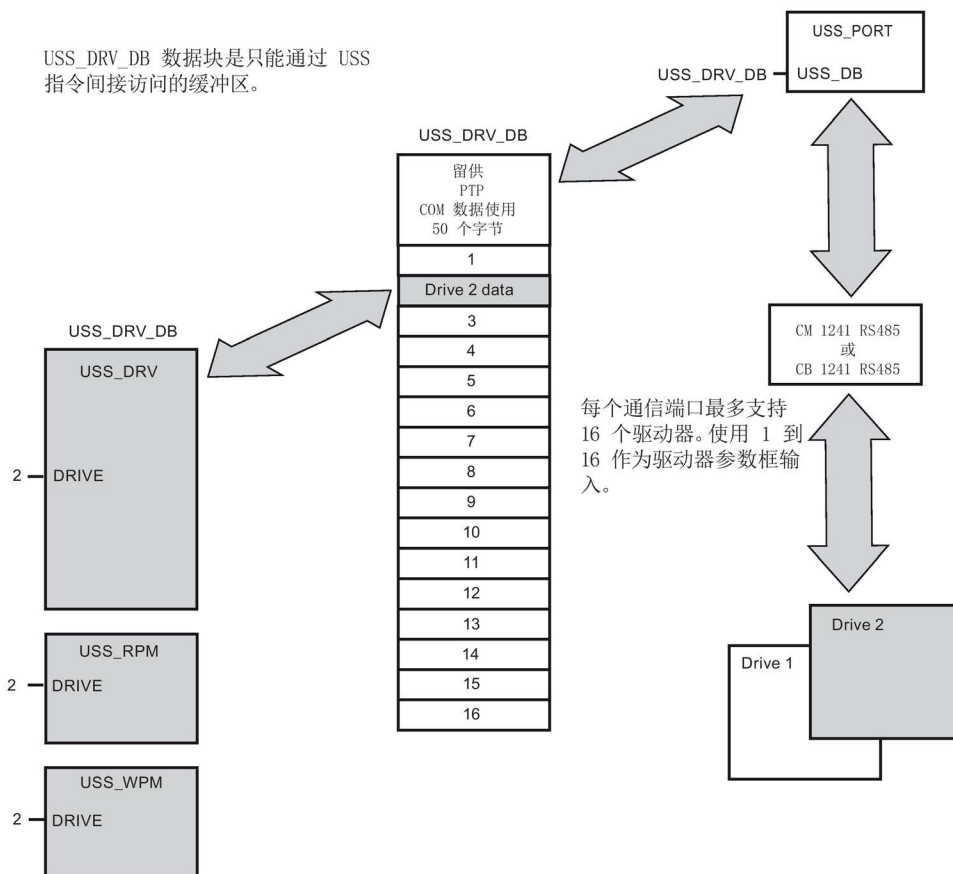 USS_DRV_DB 数据块是只能通过 USS
指令间接访问的缓冲区。
USS_PORT
USS_DRV_DB
USS_DB
USS_DRV_DB
留供
PTP
COM 数据使用
50 个字节
1
Drive 2 data
3
4
5
6
7
8
9
10
11
12
13
14
15
16
USS_DRV_DB
USS_DRV
2
DRIVE
USS_RPM
2
DRIVE
USS_WPM
2
DRIVE
CM 1241 RS485
或
CB 1241 RS485
每个通信端口最多支持
16 个驱动器。使用 1 到
16 作为驱动器参数框输
入。
Drive 2
Drive 1